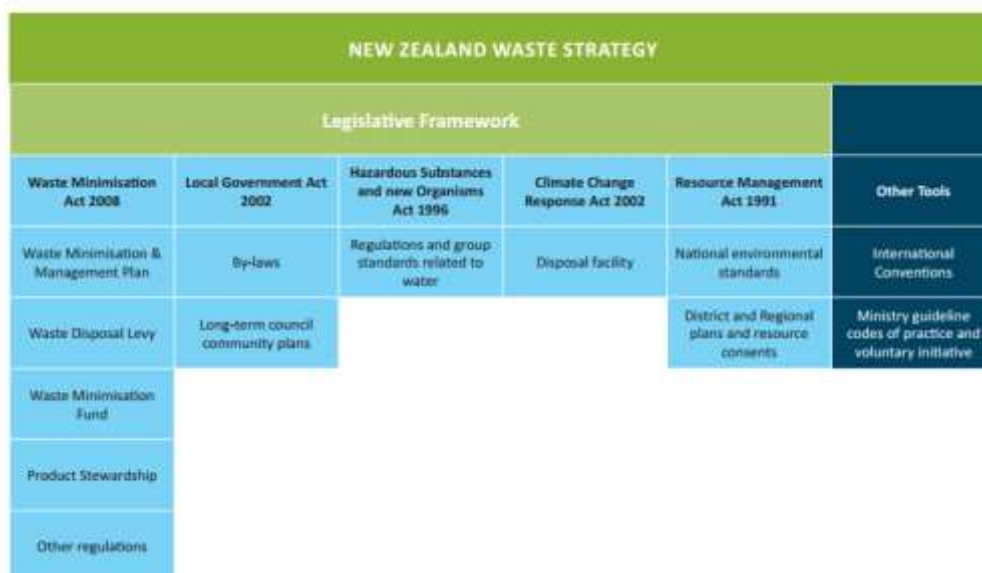 NEW ZEALAND WASTE STRATEGY
Legislative Framework
Waste Minimisation
Act 2008
Local Government Act
2002
Hazardous Substances
and new Organisms
Act 1996
Climate Change
Response Act 2002
Resource Management
Act 1991
Other Tools
Waste Minimisation &
Management Plan
By-laws
Regulations and group
standards related to
water
Disposal facility
National environmental
standards
International
Conventions
Waste Disposal Levy
Long-term council
community plans
District and Regional
plans and resource
consents
Ministry guideline
codes of practice and
voluntary initiative
Waste Minimisation
Fund
Product Stewardship
Other regulations